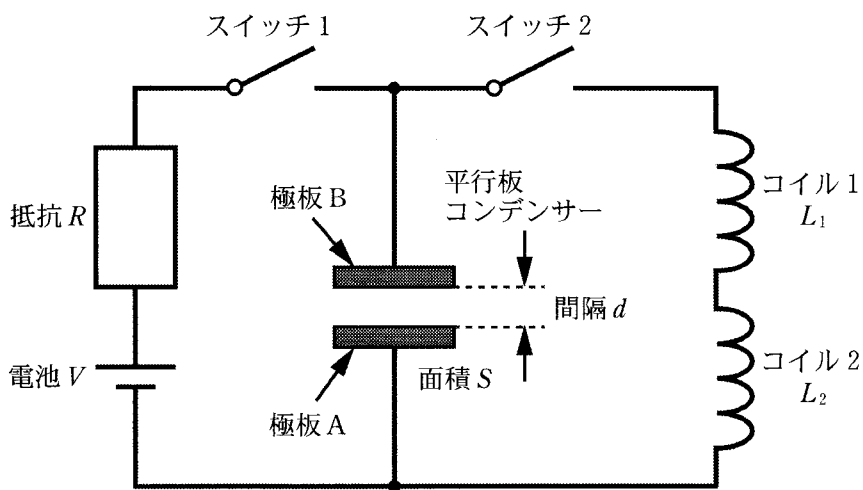 スイッチ1
スイッチ2
抵抗R
電池V
極板B
平行板
コンデンサー
間隔d
面積S
極板A
コイル1
L₁
コイル2
L₂